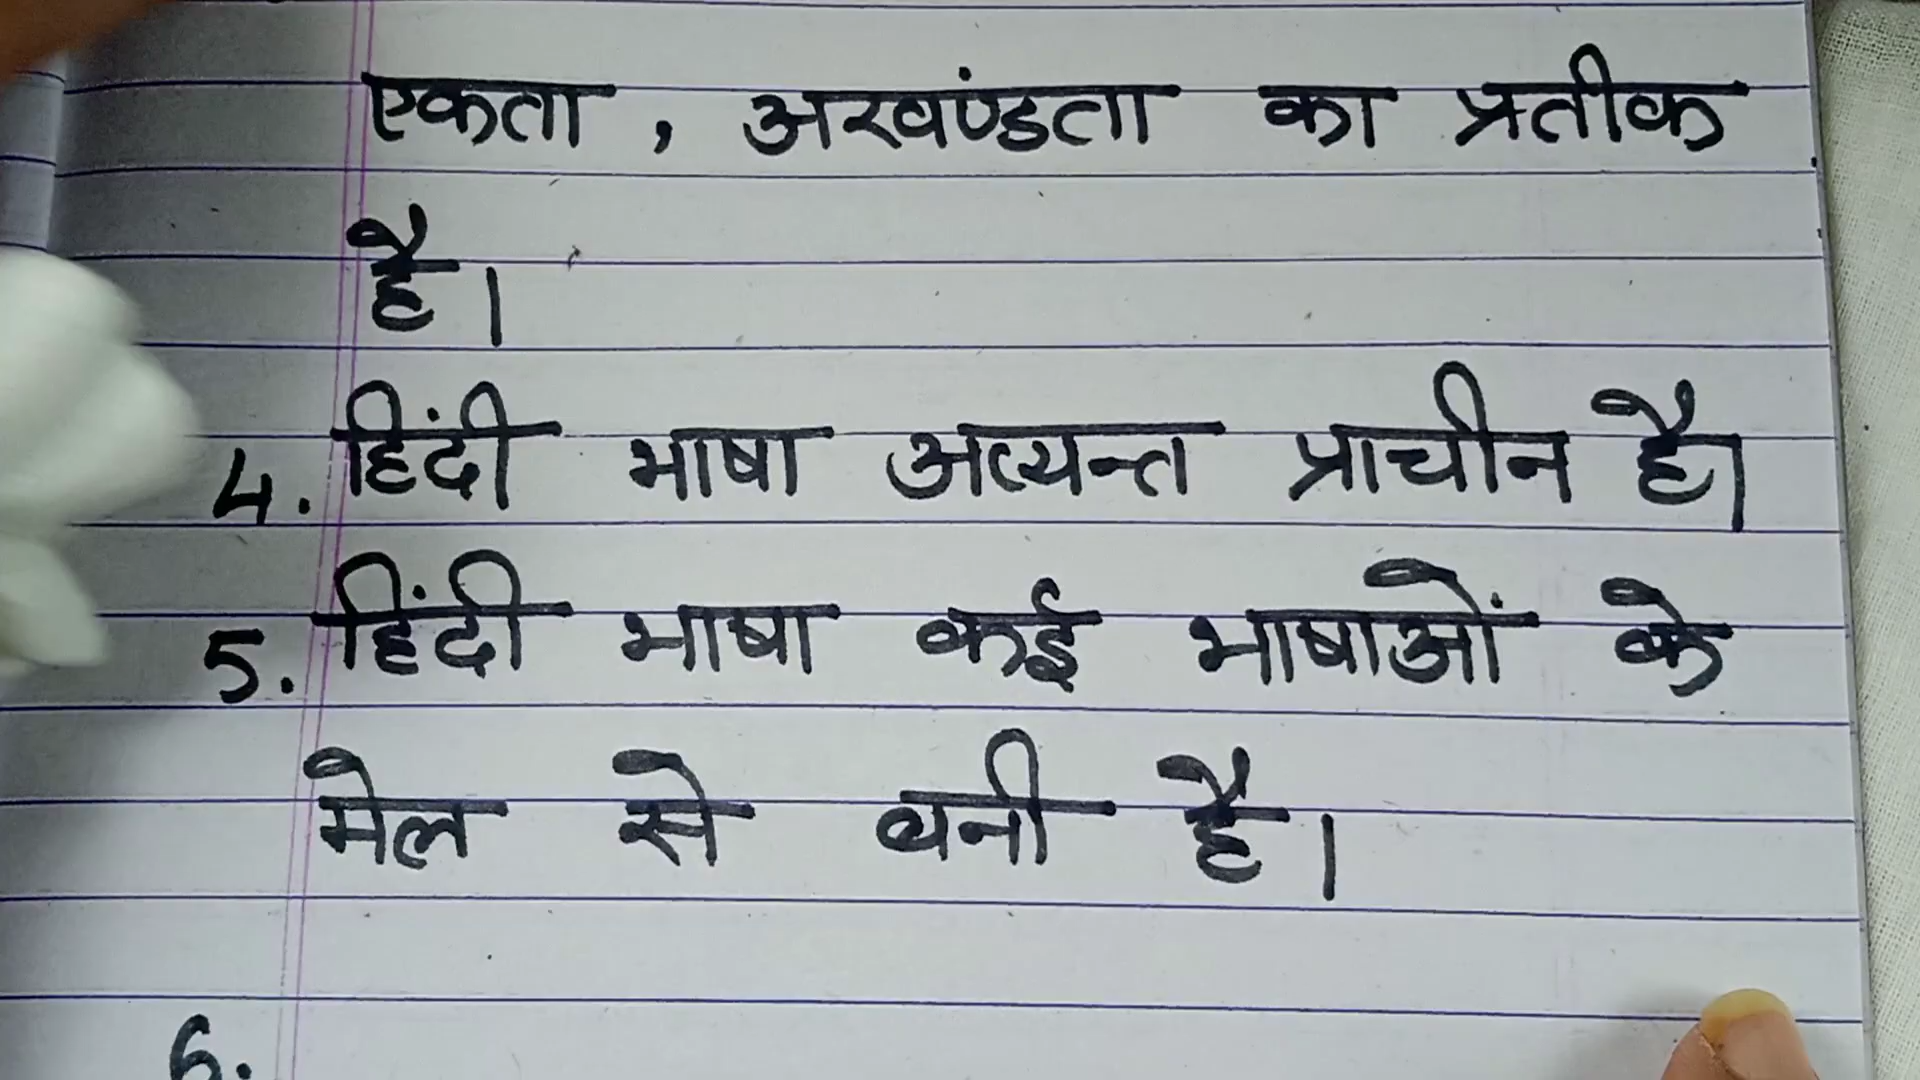 एकता , अखंण्डता का प्रतीक
है।
4. हिंदी भाषा अत्यन्त प्राचीन है।
5. हिंदी भाषा कई भाषाओं के
मेल से बनी है।
6.